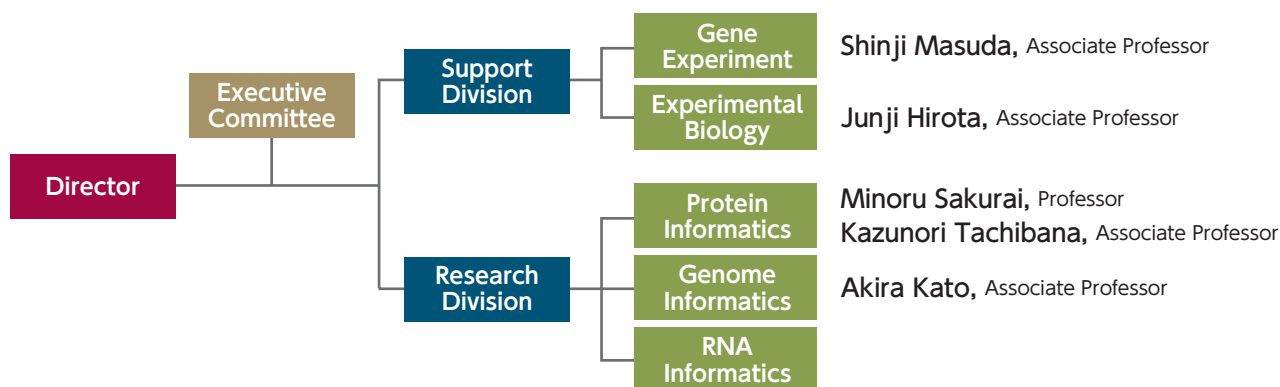 Director
Executive
Committee
Support
Division
Gene
Experiment
Shinji Masuda, Associate Professor
Experimental
Biology
Junji Hirota, Associate Professor
Research
Division
Protein
Informatics
Minoru Sakurai, Professor
Kazunori Tachibana, Associate Professor
Genome
Informatics
Akira Kato, Associate Professor
RNA
Informatics